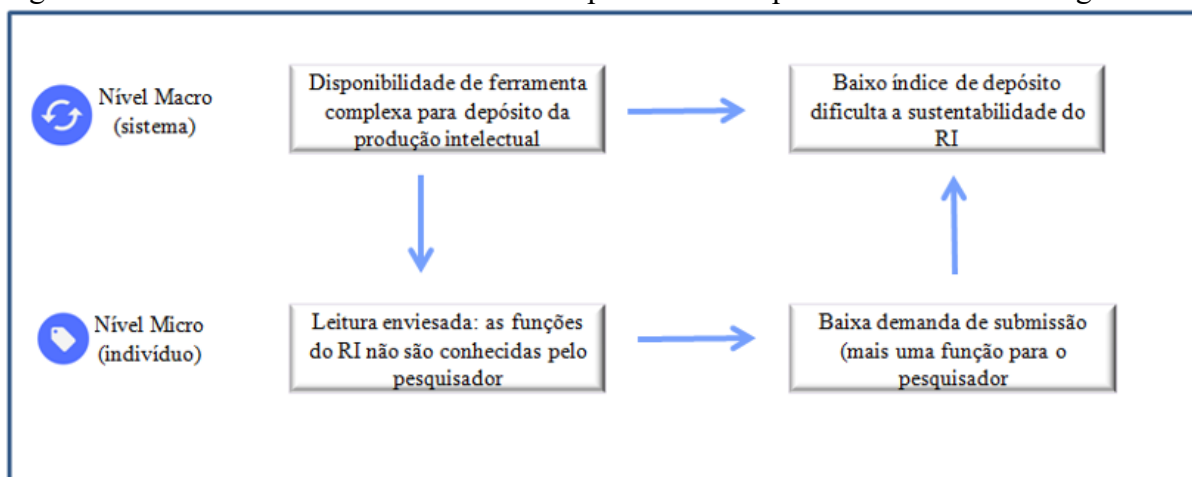 Nível Macro
(sistema)
Disponibilidade de ferramenta
complexa para depósito da
produção intelectual
Baixo índice de depósito
dificulta a sustentabilidade do
RI
Nível Micro
(indivíduo)
Leitura enviesada: as funções
do RI não são conhecidas pelo
pesquisador
Baixa demanda de submissão
(mais uma função para o
pesquisador